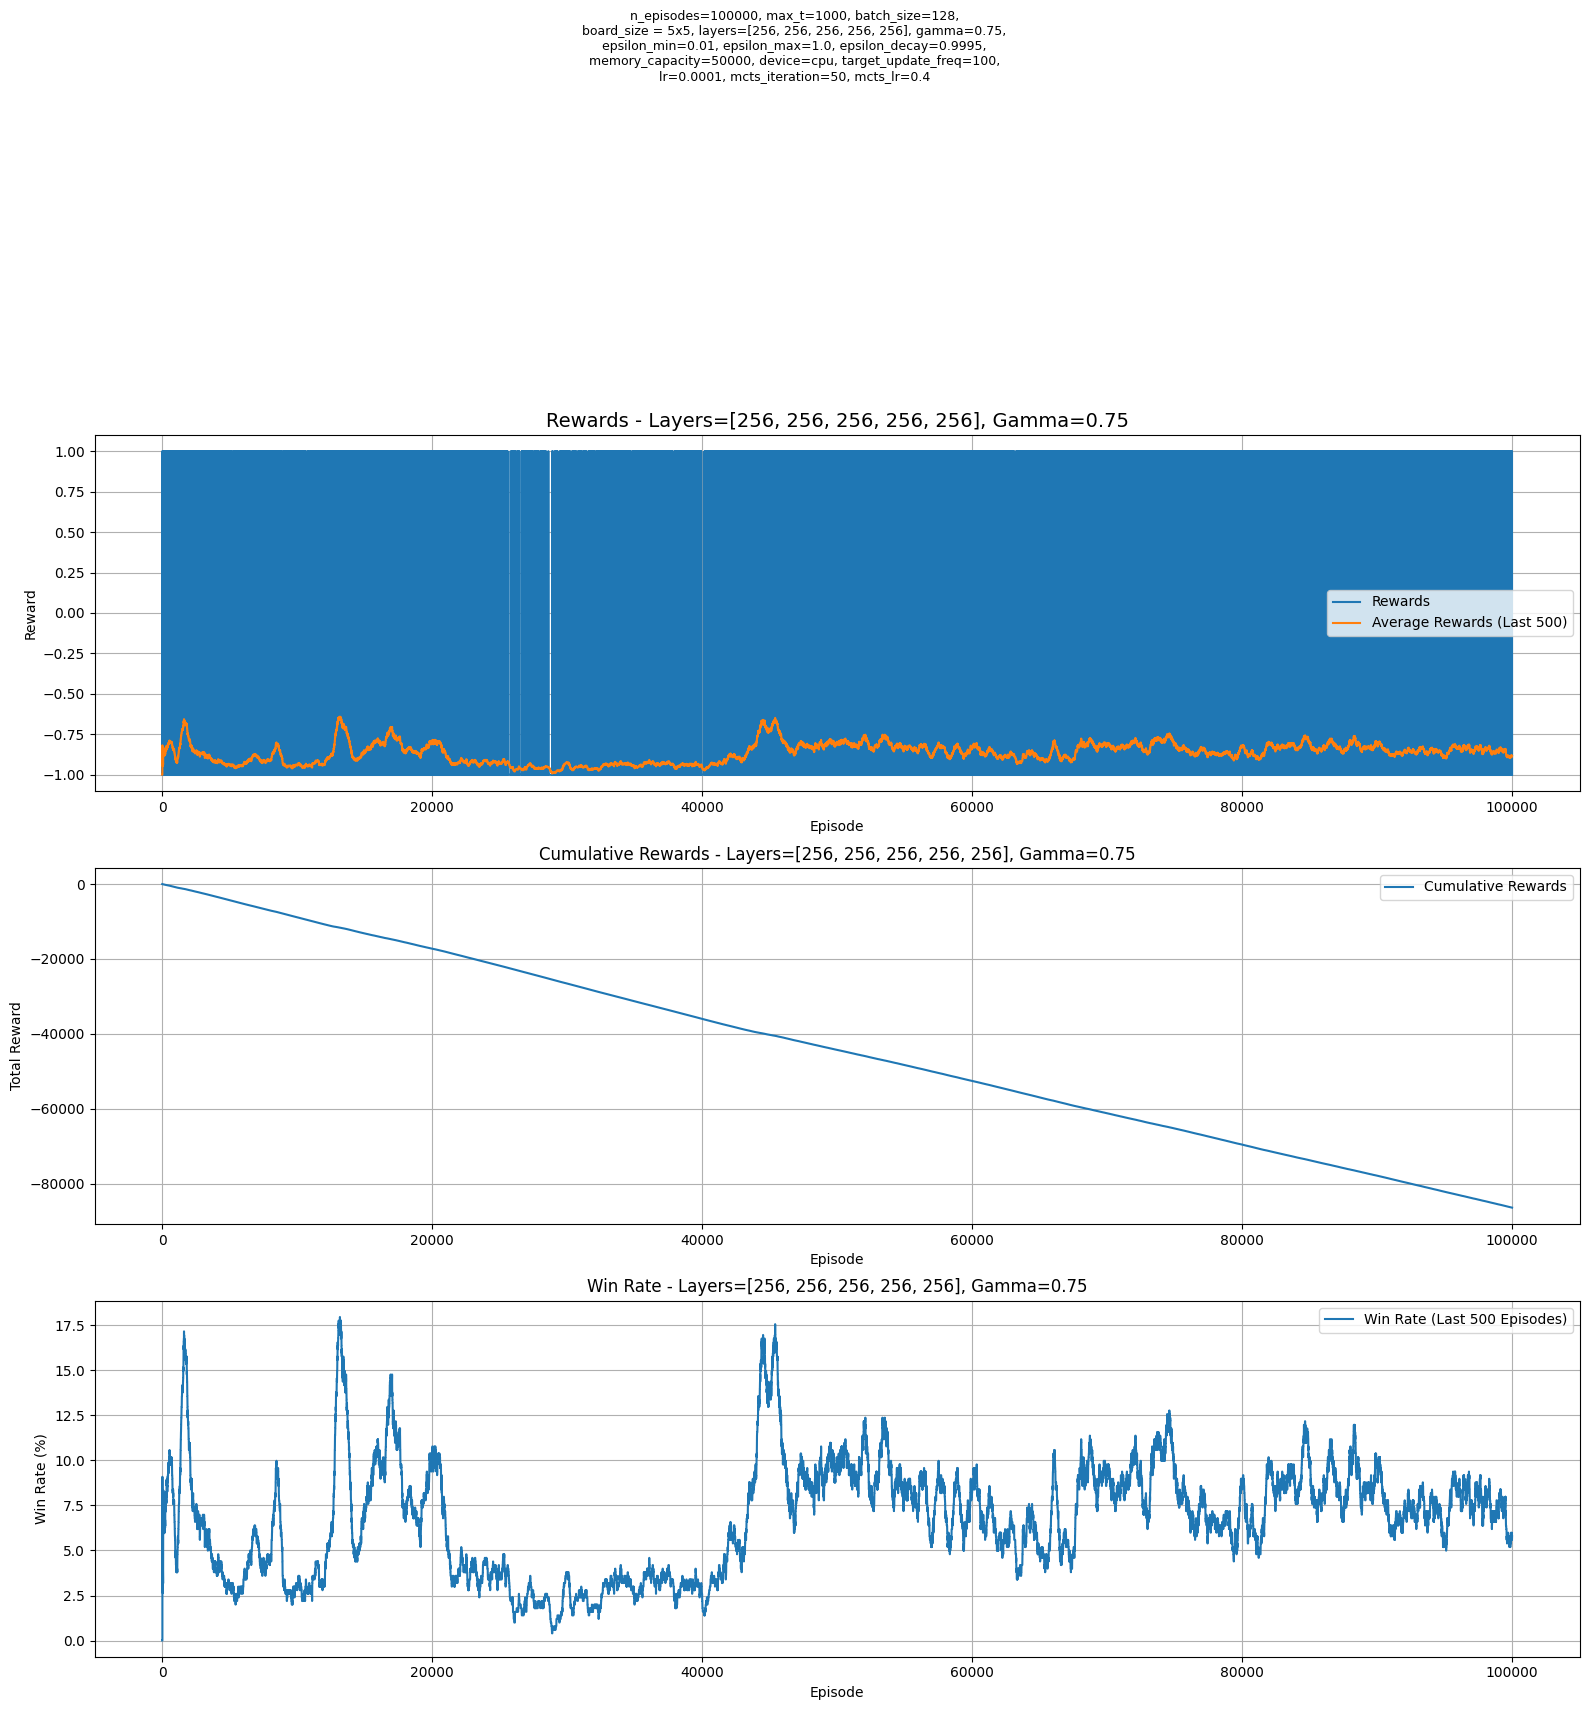 n_episodes=100000, max_t=1000, batch_size=128,
board_size = 5x5, layers=[256, 256, 256, 256, 256], gamma=0.75,
epsilon_min=0.01, epsilon_max=1.0, epsilon_decay=0.9995,
memory_capacity=50000, device=cpu, target_update_freq=100,
lr=0.0001, mcts_iteration=50, mcts_lr=0.4
Rewards - Layers=[256, 256, 256, 256, 256], Gamma=0.75
1.00
0.75
0.50
0.25
0.00
−0.25
−0.50
−0.75
−1.00
Reward
Rewards
Average Rewards (Last 500)
0 20000 40000 60000 80000 100000
Episode
Cumulative Rewards - Layers=[256, 256, 256, 256, 256], Gamma=0.75
0
−20000
−40000
−60000
−80000
Total Reward
Cumulative Rewards
0 20000 40000 60000 80000 100000
Episode
Win Rate - Layers=[256, 256, 256, 256, 256], Gamma=0.75
17.5
15.0
12.5
10.0
7.5
5.0
2.5
0.0
Win Rate (%)
Win Rate (Last 500 Episodes)
0 20000 40000 60000 80000 100000
Episode